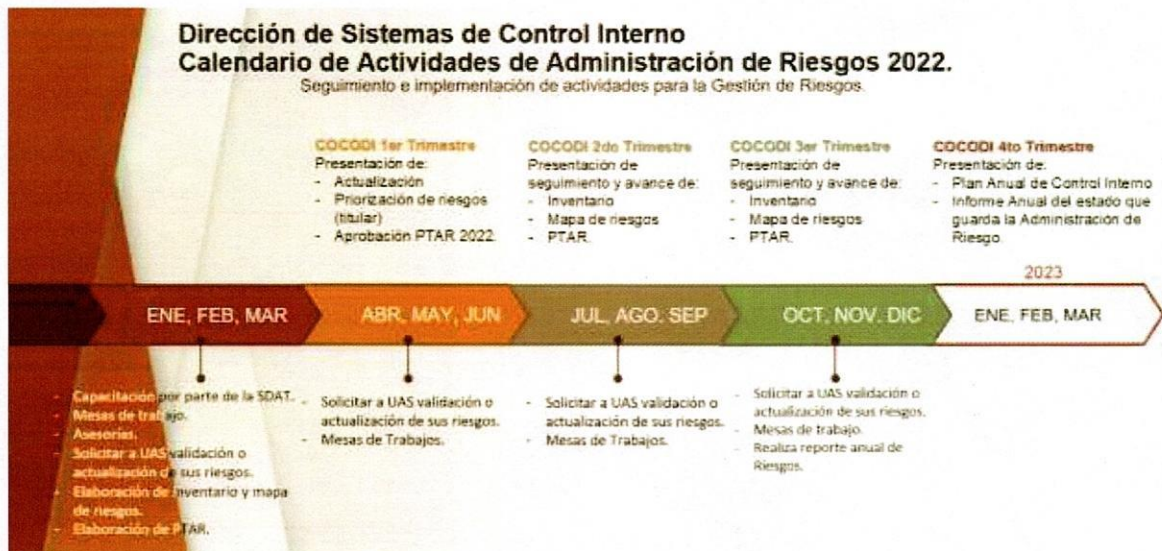 Dirección de Sistemas de Control Interno
Calendario de Actividades de Administración de Riesgos 2022.
Seguimiento e implementación de actividades para la Gestión de Riesgos.
COCODI 1er Trimestre
Presentación de:
- Actualización
- Priorización de riesgos
(titular)
- Aprobación PTAR 2022.
COCODI 2do Trimestre
Presentación de
seguimiento y avance de:
- Inventario
- Mapa de riesgos
- PTAR.
COCODI 3er Trimestre
Presentación de
seguimiento y avance de:
- Inventario
- Mapa de riesgos
- PTAR.
COCODI 4to Trimestre
Presentación de:
- Plan Anual de Control Interno
- Informe Anual del estado que
guarda la Administración de
Riesgo.
2023
ENE, FEB, MAR
ABR, MAY, JUN
JUL, AGO. SEP
OCT. NOV. DIC
ENE, FEB, MAR
- Capacitación por parte de la SDAT.
- Mesas de trabajo.
- Asesorías.
- Solicitar a UAS validación o
actualización de sus riesgos.
- Elaboración de inventario y mapa
de riesgos.
- Elaboración de PTAR.
- Solicitar a UAS validación o
actualización de sus riesgos.
- Mesas de Trabajos.
- Solicitar a UAS validación o
actualización de sus riesgos.
- Mesas de Trabajos.
- Solicitar a UAS validación o
actualización de sus riesgos.
- Mesas de trabajo.
- Realiza reporte anual de
Riesgos.